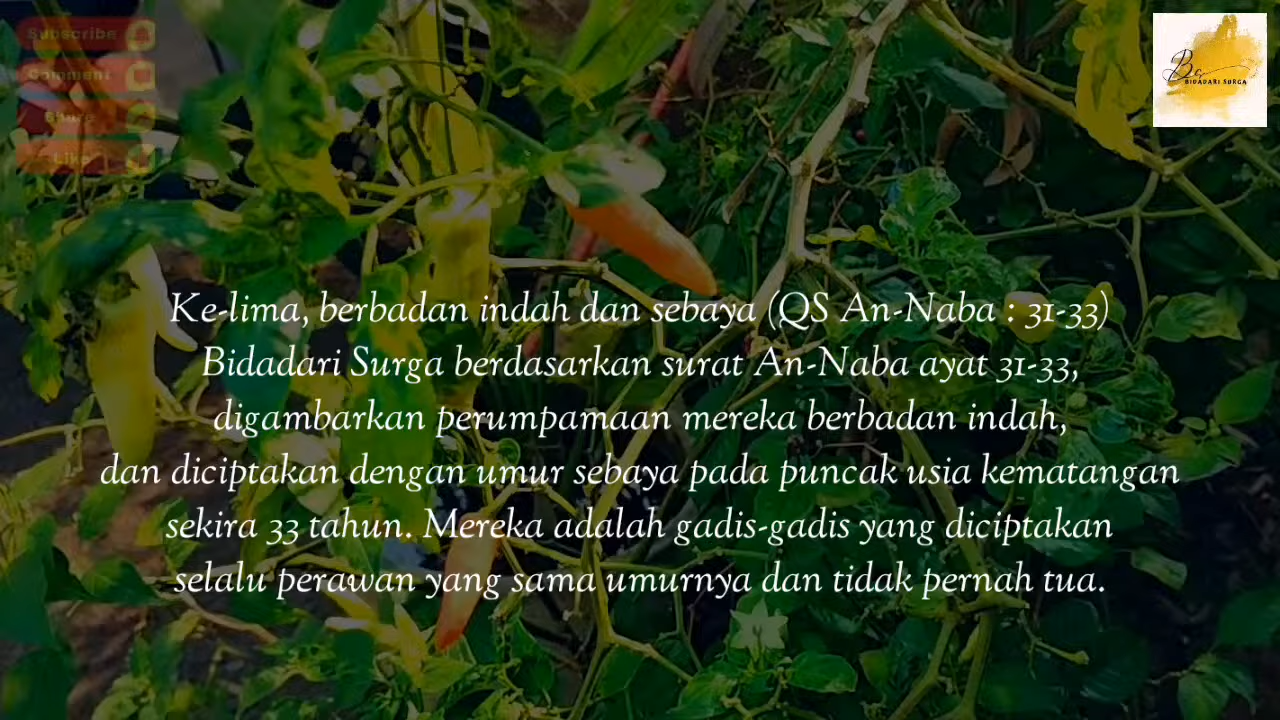 Subscribe
Comment
Share
Like
Bs
BIDADARI SURGA
Ke-lima, berbadan indah dan sebaya (QS An-Naba : 31-33)
Bidadari Surga berdasarkan surat An-Naba ayat 31-33,
digambarkan perumpamaan mereka berbadan indah,
dan diciptakan dengan umur sebaya pada puncak usia kematangan
sekira 33 tahun. Mereka adalah gadis-gadis yang diciptakan
selalu perawan yang sama umurnya dan tidak pernah tua.